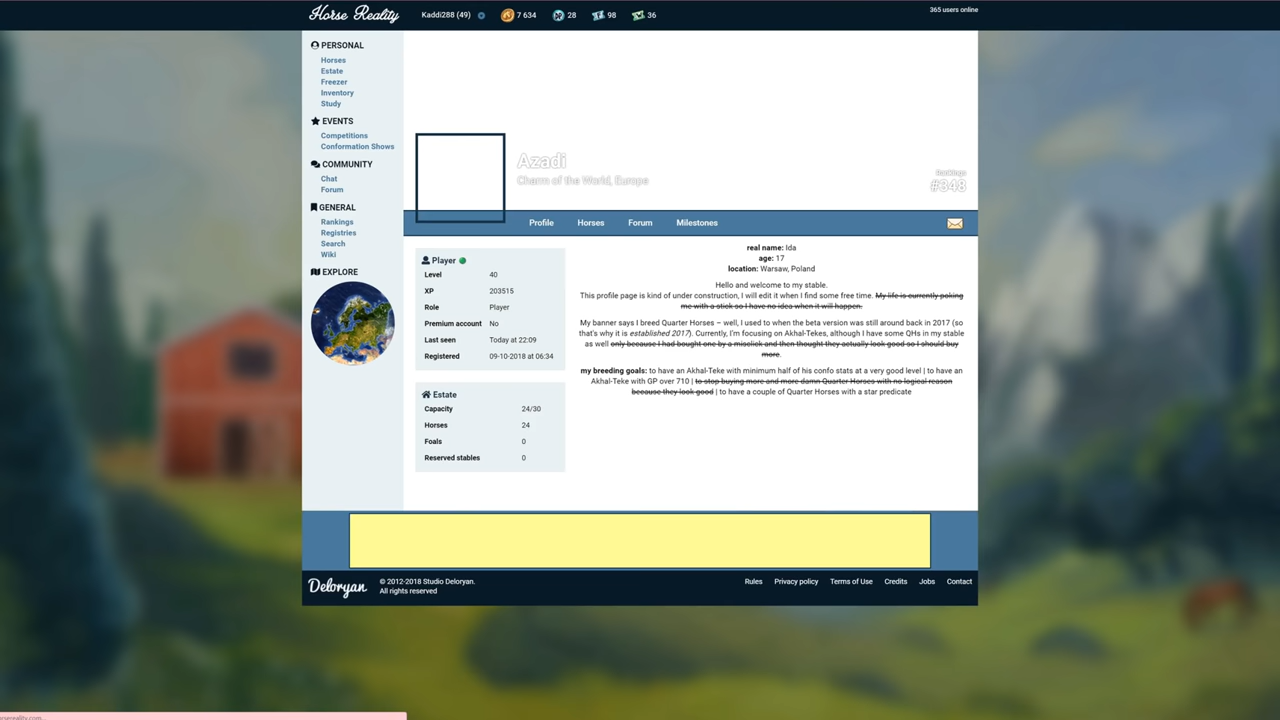 Horse Reality
Kaddi288 (49)
7 634
28
98
36
365 users online
PERSONAL
Horses
Estate
Freezer
Inventory
Study
EVENTS
Competitions
Conformation Shows
COMMUNITY
Chat
Forum
GENERAL
Rankings
Registries
Search
Wiki
EXPLORE
Azadi
Charm of the World, Europe
Rankings
#348
Profile Horses Forum Milestones
Player
Level 40
XP 203515
Role Player
Premium account No
Last seen Today at 22:09
Registered 09-10-2018 at 06:34
Estate
Capacity 24/30
Horses 24
Foals 0
Reserved stables 0
real name: Ida
age: 17
location: Warsaw, Poland
Hello and welcome to my stable.
This profile page is kind of under construction, I will edit it when I find some free time. My life is currently poking
me with a stick so I have no idea when it will happen.
My banner says I breed Quarter Horses – well, I used to when the beta version was still around back in 2017 (so
that's why it is established 2017). Currently, I'm focusing on Akhal-Tekes, although I have some QHs in my stable
as well only because I had bought one by a misclick and then thought they actually look good so I should buy
more.
my breeding goals: to have an Akhal-Teke with minimum half of his confo stats at a very good level | to have an
Akhal-Teke with GP over 710 | to stop buying more and more damn Quarter Horses with no logical reason
because they look good | to have a couple of Quarter Horses with a star predicate
Deloryan
© 2012-2018 Studio Deloryan.
All rights reserved
Rules Privacy policy Terms of Use Credits Jobs Contact